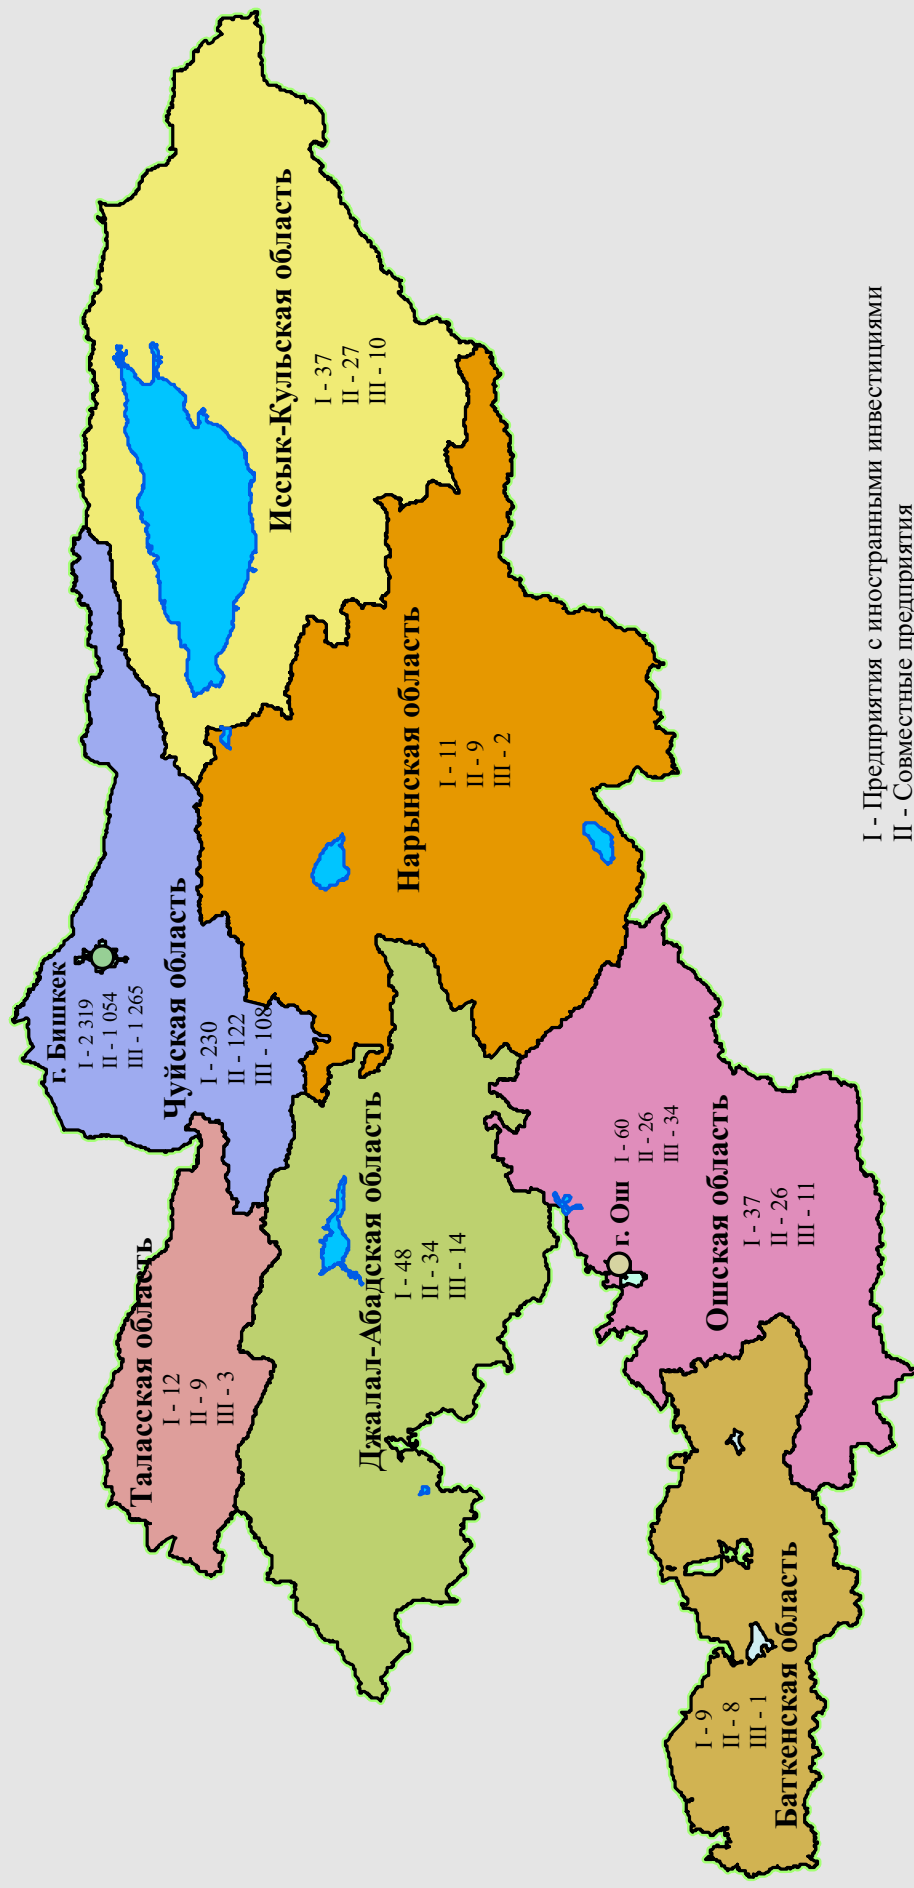 г. Бишкек
I - 2 319
II - 1 054
III - 1 265
Чуйская область
I - 230
II - 122
III - 108
Таласская область
I - 12
II - 9
III - 3
Иссык-Кульская область
I - 37
II - 27
III - 10
Нарынская область
I - 11
II - 9
III - 2
Джалал-Абадская область
I - 48
II - 34
III - 14
г. Ош
I - 60
II - 26
III - 34
Ошская область
I - 37
II - 26
III - 11
I - 9
II - 8
III - 1
Баткенская область
I - Предприятия с иностранными инвестициями
II - Совместные предприятия